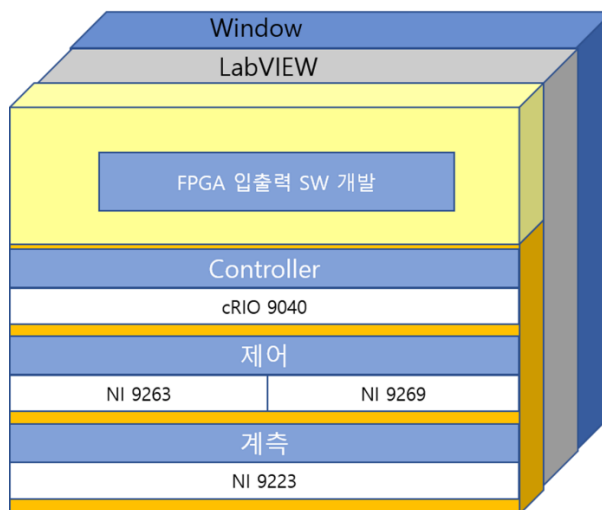 Window
LabVIEW
FPGA 입출력 SW 개발
Controller
cRIO 9040
제어
NI 9263
NI 9269
계측
NI 9223